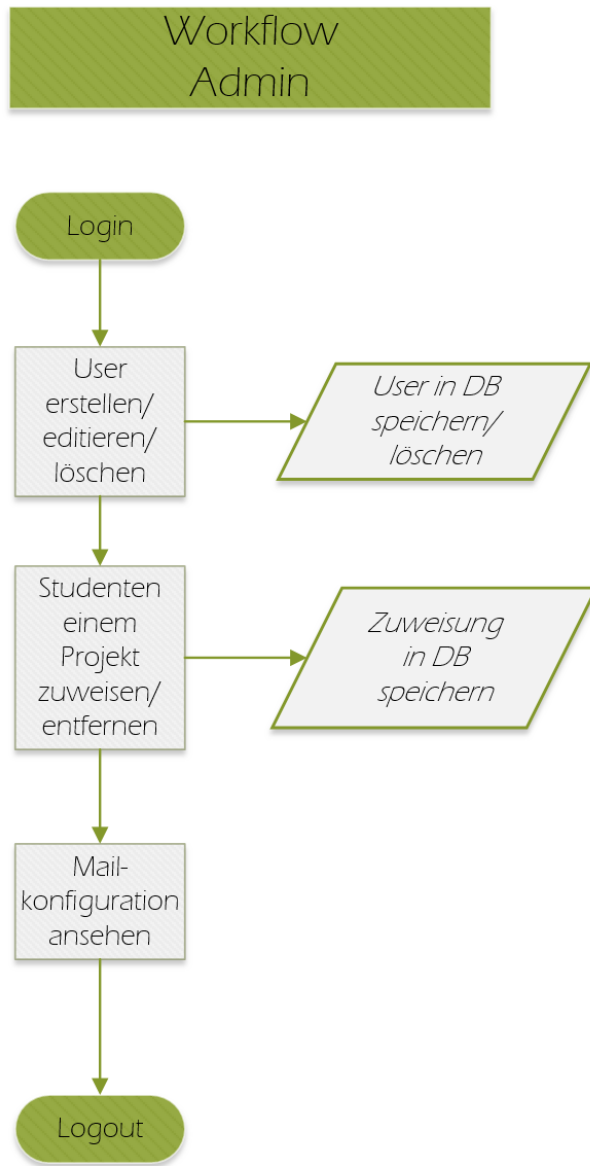 Workflow
Admin
Login
User
erstellen/
editieren/
löschen
User in DB
speichern/
löschen
Studenten
einem
Projekt
zuweisen/
entfernen
Zuweisung
in DB
speichern
Mail-
konfiguration
ansehen
Logout